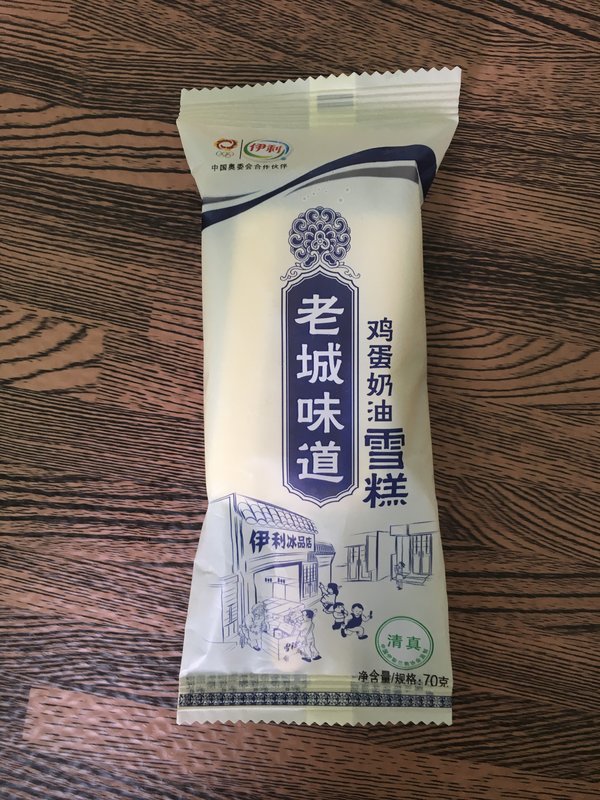 伊利
中国奥委会合作伙伴
老城味道
鸡蛋奶油
雪糕
伊利冰品店
清真
净含量/规格:70克